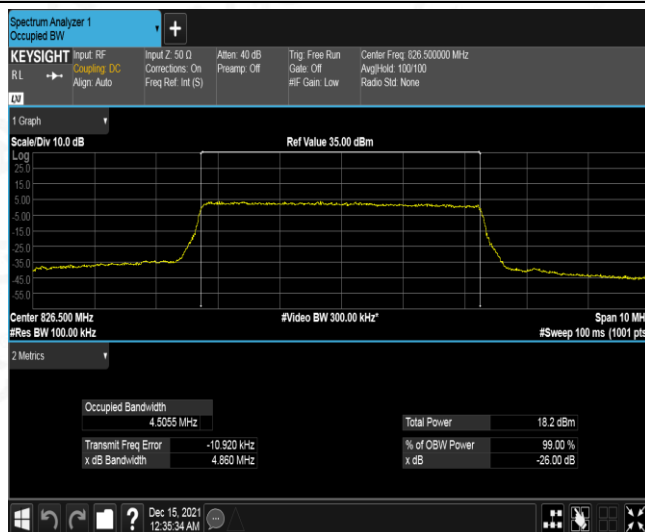 Spectrum Analyzer 1
Occupied BW
+
KEYSIGHT
RL
LXI
Input: RF
Coupling: DC
Align: Auto
Input Z: 50 Ω
Corrections: On
Freq Ref: Int (S)
Atten: 40 dB
Preamp: Off
Trig: Free Run
Gate: Off
#IF Gain: Low
Center Freq: 826.500000 MHz
Avg|Hold: 100/100
Radio Std: None
1 Graph
Scale/Div 10.0 dB
Ref Value 35.00 dBm
Log
25.0
15.0
5.00
-5.00
-15.0
-25.0
-35.0
-45.0
-55.0
Center 826.500 MHz
#Video BW 300.00 kHz*
Span 10 MH
#Res BW 100.00 kHz
#Sweep 100 ms (1001 pts
2 Metrics
Occupied Bandwidth
4.5055 MHz
Total Power 18.2 dBm
Transmit Freq Error -10.920 kHz
% of OBW Power 99.00 %
x dB Bandwidth 4.860 MHz
x dB -26.00 dB
?
Dec 15, 2021
12:35:34 AM